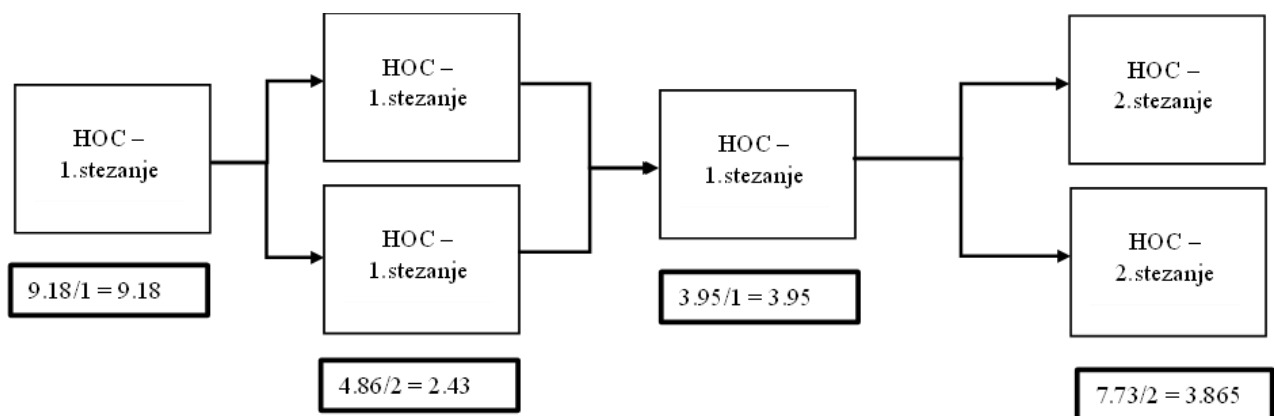 HOC –
1.stezanje
9.18/1 = 9.18
HOC –
1.stezanje
HOC –
1.stezanje
4.86/2 = 2.43
HOC –
1.stezanje
3.95/1 = 3.95
HOC –
2.stezanje
HOC –
2.stezanje
7.73/2 = 3.865